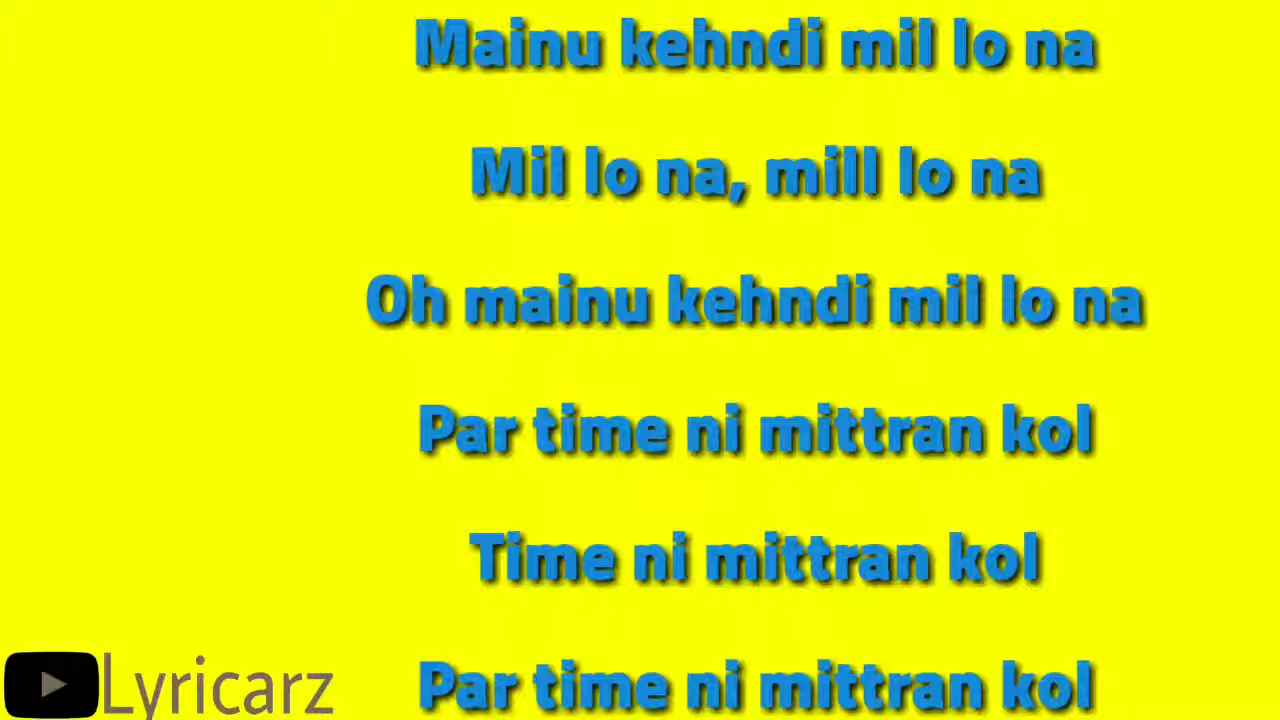 Mainu kehndi mil lo na
Mil lo na, mill lo na
Oh mainu kehndi mil lo na
Par time ni mittran kol
Time ni mittran kol
Par time ni mittran kol
Lyricarz